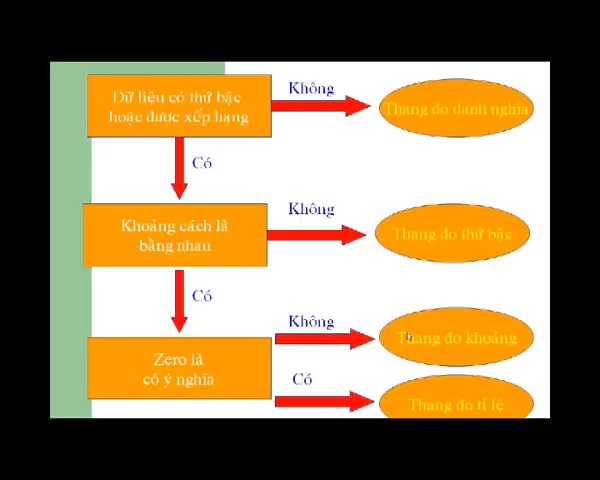 Dữ liệu có thứ bậc
hoặc được xếp hang
Không
Thang đo danh nghĩa
Có
Khoảng cách là
bằng nhau
Không
Thang đo thứ bậc
Có
Zero là
có ý nghĩa
Không
Thang đo khoảng
Có
Thang đo tỉ lệ